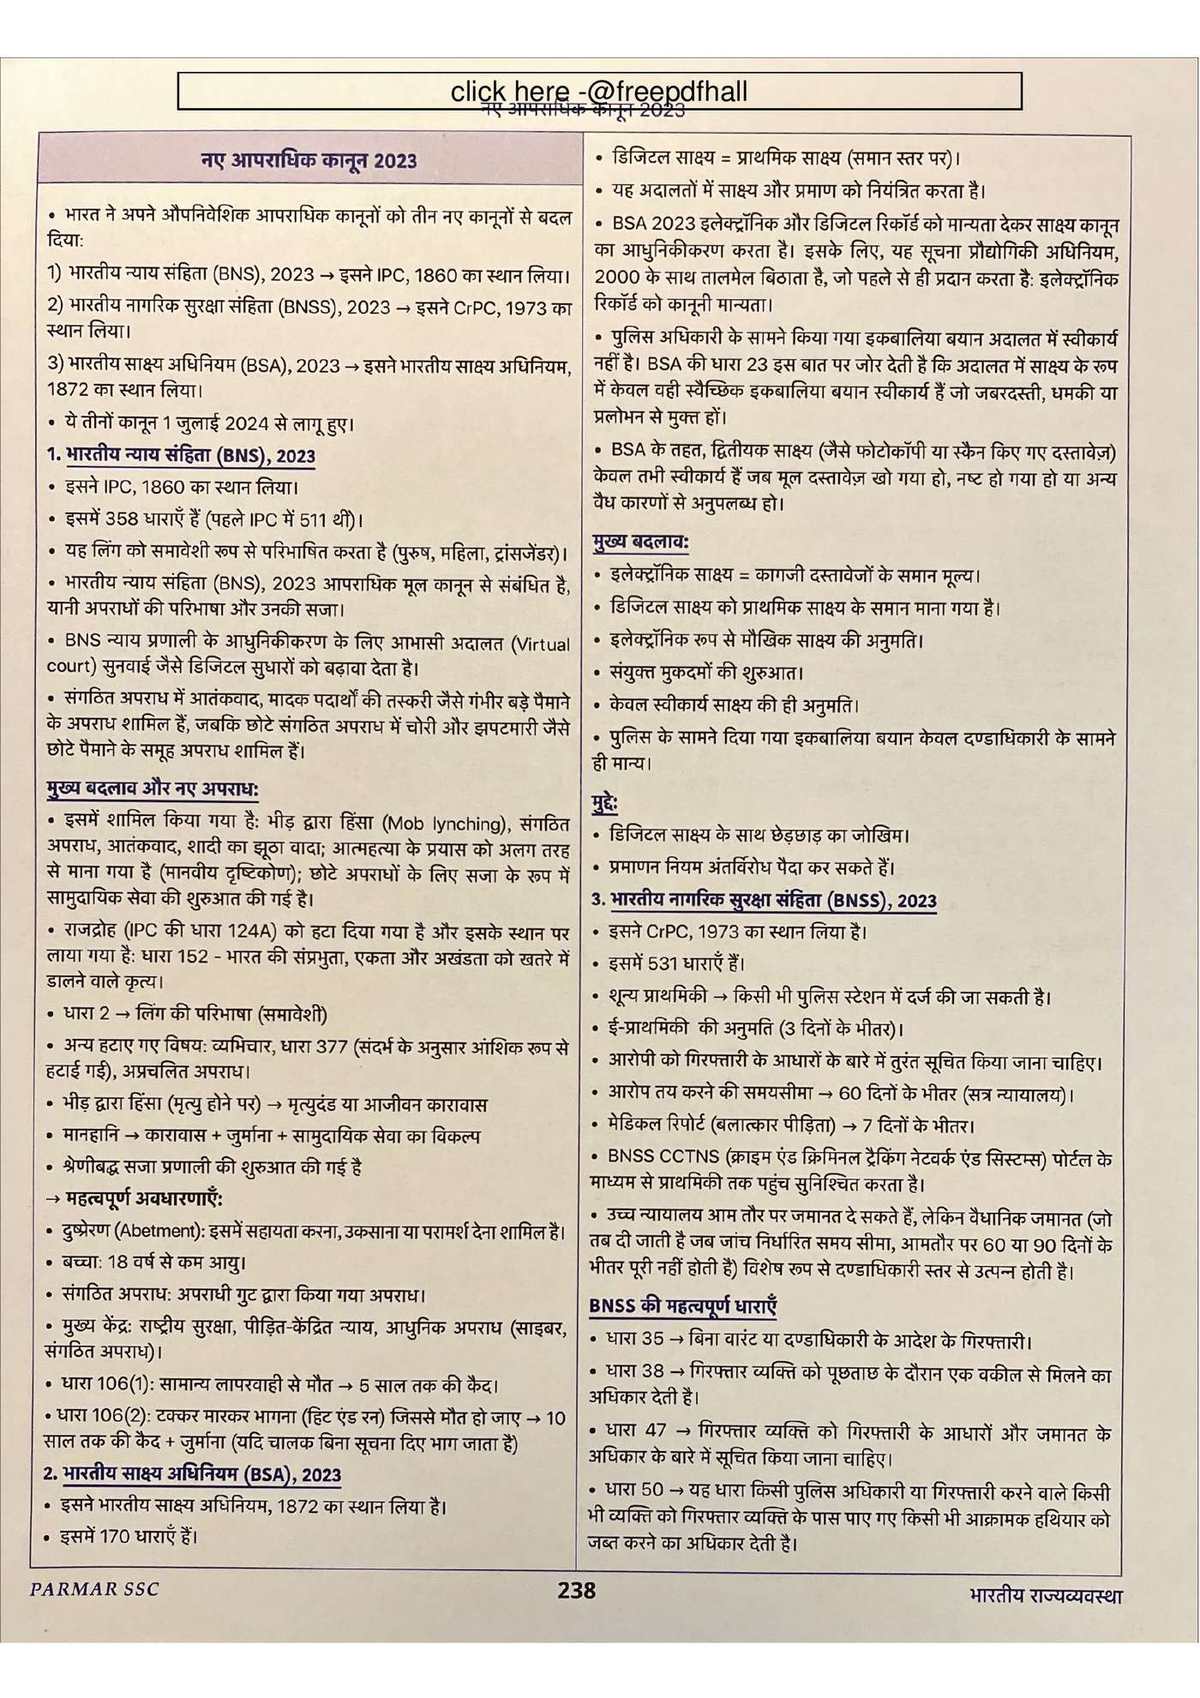 click here -@freepdfhall
नए आपराधिक कानून 2023
नए आपराधिक कानून 2023
• भारत ने अपने औपनिवेशिक आपराधिक कानूनों को तीन नए कानूनों से बदल
दिया:
1) भारतीय न्याय संहिता (BNS), 2023 → इसने IPC, 1860 का स्थान लिया।
2) भारतीय नागरिक सुरक्षा संहिता (BNSS), 2023 → इसने CrPC, 1973 का
स्थान लिया।
3) भारतीय साक्ष्य अधिनियम (BSA), 2023 → इसने भारतीय साक्ष्य अधिनियम,
1872 का स्थान लिया।
• ये तीनों कानून 1 जुलाई 2024 से लागू हुए।
1. भारतीय न्याय संहिता (BNS), 2023
• इसने IPC, 1860 का स्थान लिया।
• इसमें 358 धाराएँ हैं (पहले IPC में 511 थीं)।
• यह लिंग को समावेशी रूप से परिभाषित करता है (पुरुष, महिला, ट्रांसजेंडर)।
• भारतीय न्याय संहिता (BNS), 2023 आपराधिक मूल कानून से संबंधित है,
यानी अपराधों की परिभाषा और उनकी सजा।
• BNS न्याय प्रणाली के आधुनिकीकरण के लिए आभासी अदालत (Virtual
court) सुनवाई जैसे डिजिटल सुधारों को बढ़ावा देता है।
• संगठित अपराध में आतंकवाद, मादक पदार्थों की तस्करी जैसे गंभीर बड़े पैमाने
के अपराध शामिल हैं, जबकि छोटे संगठित अपराध में चोरी और झपटमारी जैसे
छोटे पैमाने के समूह अपराध शामिल हैं।
मुख्य बदलाव और नए अपराध:
• इसमें शामिल किया गया है: भीड़ द्वारा हिंसा (Mob lynching), संगठित
अपराध, आतंकवाद, शादी का झूठा वादा; आत्महत्या के प्रयास को अलग तरह
से माना गया है (मानवीय दृष्टिकोण); छोटे अपराधों के लिए सजा के रूप में
सामुदायिक सेवा की शुरुआत की गई है।
• राजद्रोह (IPC की धारा 124A) को हटा दिया गया है और इसके स्थान पर
लाया गया है: धारा 152 - भारत की संप्रभुता, एकता और अखंडता को खतरे में
डालने वाले कृत्य।
• धारा 2 → लिंग की परिभाषा (समावेशी)
• अन्य हटाए गए विषय: व्यभिचार, धारा 377 (संदर्भ के अनुसार आंशिक रूप से
हटाई गई), अप्रचलित अपराध।
• भीड़ द्वारा हिंसा (मृत्यु होने पर) → मृत्युदंड या आजीवन कारावास
• मानहानि → कारावास + जुर्माना + सामुदायिक सेवा का विकल्प
• श्रेणीबद्ध सजा प्रणाली की शुरुआत की गई है
→ महत्वपूर्ण अवधारणाएँ:
• दुष्प्रेरण (Abetment): इसमें सहायता करना, उकसाना या परामर्श देना शामिल है।
• बच्चा: 18 वर्ष से कम आयु।
• संगठित अपराध: अपराधी गुट द्वारा किया गया अपराध।
• मुख्य केंद्र: राष्ट्रीय सुरक्षा, पीड़ित-केंद्रित न्याय, आधुनिक अपराध (साइबर,
संगठित अपराध)।
• धारा 106(1): सामान्य लापरवाही से मौत → 5 साल तक की कैद।
• धारा 106(2): टक्कर मारकर भागना (हिट एंड रन) जिससे मौत हो जाए → 10
साल तक की कैद + जुर्माना (यदि चालक बिना सूचना दिए भाग जाता है)
2. भारतीय साक्ष्य अधिनियम (BSA), 2023
• इसने भारतीय साक्ष्य अधिनियम, 1872 का स्थान लिया है।
• इसमें 170 धाराएँ हैं।
• डिजिटल साक्ष्य = प्राथमिक साक्ष्य (समान स्तर पर)।
• यह अदालतों में साक्ष्य और प्रमाण को नियंत्रित करता है।
• BSA 2023 इलेक्ट्रॉनिक और डिजिटल रिकॉर्ड को मान्यता देकर साक्ष्य कानून
का आधुनिकीकरण करता है। इसके लिए, यह सूचना प्रौद्योगिकी अधिनियम,
2000 के साथ तालमेल बिठाता है, जो पहले से ही प्रदान करता है: इलेक्ट्रॉनिक
रिकॉर्ड को कानूनी मान्यता।
• पुलिस अधिकारी के सामने किया गया इकबालिया बयान अदालत में स्वीकार्य
नहीं है। BSA की धारा 23 इस बात पर जोर देती है कि अदालत में साक्ष्य के रूप
में केवल वही स्वैच्छिक इकबालिया बयान स्वीकार्य हैं जो जबरदस्ती, धमकी या
प्रलोभन से मुक्त हों।
• BSA के तहत, द्वितीयक साक्ष्य (जैसे फोटोकॉपी या स्कैन किए गए दस्तावेज़)
केवल तभी स्वीकार्य हैं जब मूल दस्तावेज़ खो गया हो, नष्ट हो गया हो या अन्य
वैध कारणों से अनुपलब्ध हो।
मुख्य बदलाव:
• इलेक्ट्रॉनिक साक्ष्य = कागजी दस्तावेजों के समान मूल्य।
• डिजिटल साक्ष्य को प्राथमिक साक्ष्य के समान माना गया है।
• इलेक्ट्रॉनिक रूप से मौखिक साक्ष्य की अनुमति।
• संयुक्त मुकदमों की शुरुआत।
• केवल स्वीकार्य साक्ष्य की ही अनुमति।
• पुलिस के सामने दिया गया इकबालिया बयान केवल दण्डाधिकारी के सामने
ही मान्य।
मुद्दे:
• डिजिटल साक्ष्य के साथ छेड़छाड़ का जोखिम।
• प्रमाणन नियम अंतर्विरोध पैदा कर सकते हैं।
3. भारतीय नागरिक सुरक्षा संहिता (BNSS), 2023
• इसने CrPC, 1973 का स्थान लिया है।
• इसमें 531 धाराएँ हैं।
• शून्य प्राथमिकी → किसी भी पुलिस स्टेशन में दर्ज की जा सकती है।
• ई-प्राथमिकी की अनुमति (3 दिनों के भीतर)।
• आरोपी को गिरफ्तारी के आधारों के बारे में तुरंत सूचित किया जाना चाहिए।
• आरोप तय करने की समयसीमा → 60 दिनों के भीतर (सत्र न्यायालय)।
• मेडिकल रिपोर्ट (बलात्कार पीड़िता) → 7 दिनों के भीतर।
• BNSS CCTNS (क्राइम एंड क्रिमिनल ट्रैकिंग नेटवर्क एंड सिस्टम्स) पोर्टल के
माध्यम से प्राथमिकी तक पहुंच सुनिश्चित करता है।
• उच्च न्यायालय आम तौर पर जमानत दे सकते हैं, लेकिन वैधानिक जमानत (जो
तब दी जाती है जब जांच निर्धारित समय सीमा, आमतौर पर 60 या 90 दिनों के
भीतर पूरी नहीं होती है) विशेष रूप से दण्डाधिकारी स्तर से उत्पन्न होती है।
BNSS की महत्वपूर्ण धाराएँ
• धारा 35 → बिना वारंट या दण्डाधिकारी के आदेश के गिरफ्तारी।
• धारा 38 → गिरफ्तार व्यक्ति को पूछताछ के दौरान एक वकील से मिलने का
अधिकार देती है।
• धारा 47 → गिरफ्तार व्यक्ति को गिरफ्तारी के आधारों और जमानत के
अधिकार के बारे में सूचित किया जाना चाहिए।
• धारा 50 → यह धारा किसी पुलिस अधिकारी या गिरफ्तारी करने वाले किसी
भी व्यक्ति को गिरफ्तार व्यक्ति के पास पाए गए किसी भी आक्रामक हथियार को
जब्त करने का अधिकार देती है।
PARMAR SSC
238
भारतीय राज्यव्यवस्था